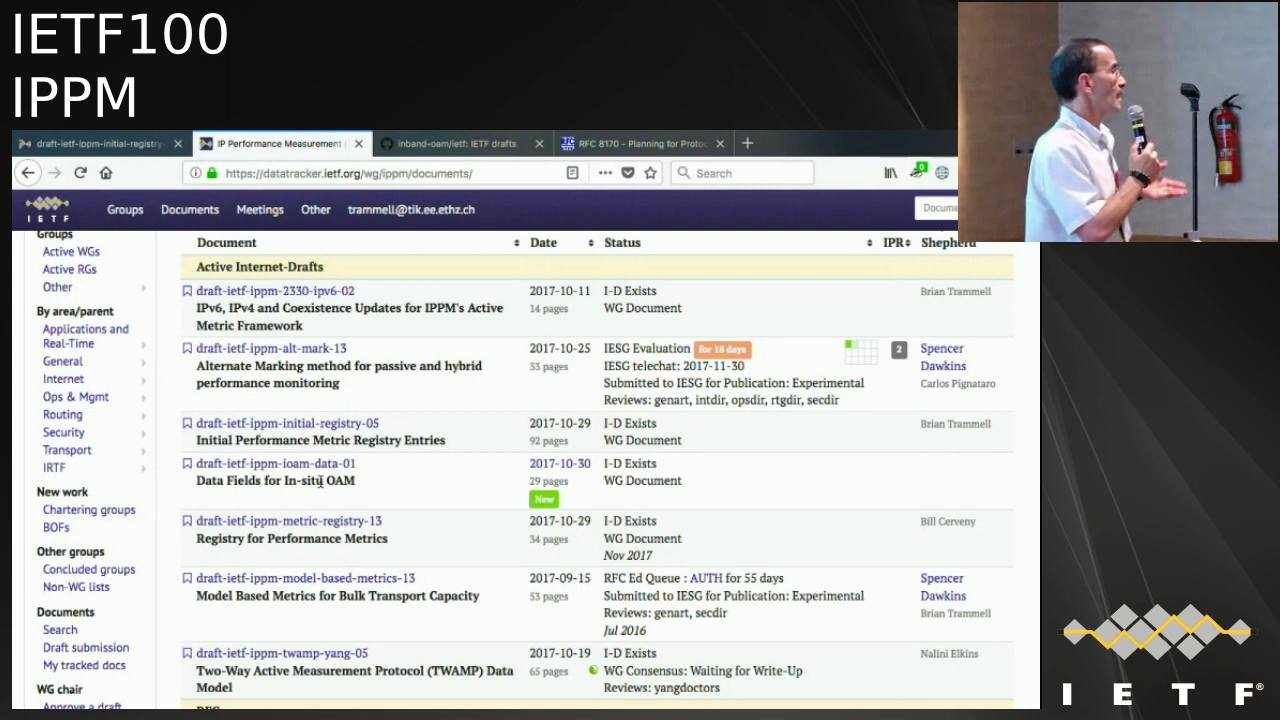 IETF100
IPPM
draft-ietf-ippm-initial-registry-
IP Performance Measurement
inband-oam/ietf: IETF drafts
RFC 8170 - Planning for Protoc
https://datatracker.ietf.org/wg/ippm/documents/
Search
0
IETF
Groups
Documents
Meetings
Other
trammell@tik.ee.ethz.ch
Docume
Groups
Active WGs
Active RGs
Other
By area/parent
Applications and
Real-Time
General
Internet
Ops & Mgmt
Routing
Security
Transport
IRTF
New work
Chartering groups
BOFs
Other groups
Concluded groups
Non-WG lists
Documents
Search
Draft submission
My tracked docs
WG chair
Approve a draft
Document Date Status IPR Shepherd
Active Internet-Drafts
draft-ietf-ippm-2330-ipv6-02 2017-10-11 I-D Exists Brian Trammell
IPv6, IPv4 and Coexistence Updates for IPPM's Active 14 pages WG Document
Metric Framework
draft-ietf-ippm-alt-mark-13 2017-10-25 IESG Evaluation for 18 days 2 Spencer
Alternate Marking method for passive and hybrid 33 pages IESG telechat: 2017-11-30 Dawkins
performance monitoring Submitted to IESG for Publication: Experimental Carlos Pignataro
Reviews: genart, intdir, opsdir, rtgdir, secdir
draft-ietf-ippm-initial-registry-05 2017-10-29 I-D Exists Brian Trammell
Initial Performance Metric Registry Entries 92 pages WG Document
draft-ietf-ippm-ioam-data-01 2017-10-30 I-D Exists
Data Fields for In-situ OAM 29 pages WG Document
New
draft-ietf-ippm-metric-registry-13 2017-10-29 I-D Exists Bill Cerveny
Registry for Performance Metrics 34 pages WG Document
Nov 2017
draft-ietf-ippm-model-based-metrics-13 2017-09-15 RFC Ed Queue : AUTH for 55 days Spencer
Model Based Metrics for Bulk Transport Capacity 53 pages Submitted to IESG for Publication: Experimental Dawkins
Reviews: genart, secdir Brian Trammell
Jul 2016
draft-ietf-ippm-twamp-yang-05 2017-10-19 I-D Exists Nalini Elkins
Two-Way Active Measurement Protocol (TWAMP) Data 65 pages WG Consensus: Waiting for Write-Up
Model Reviews: yangdoctors
I E T F®